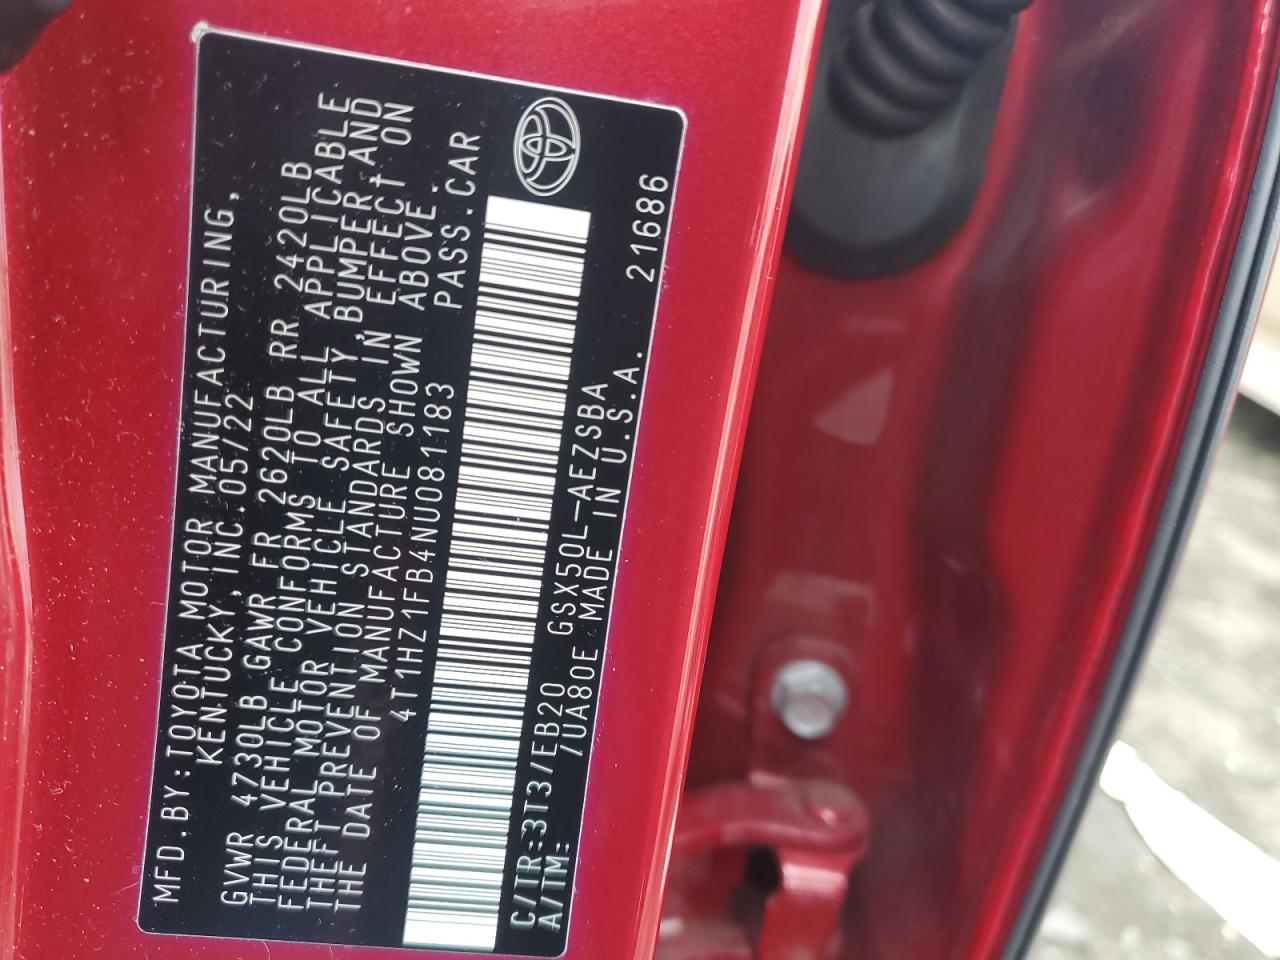 MFD.BY:TOYOTA MOTOR MANUFACTURING,
KENTUCKY, INC.05/22
GVWR 4730LB GAWR FR 2620LB RR 2420LB
THIS VEHICLE CONFORMS TO ALL APPLICABLE
FEDERAL MOTOR VEHICLE SAFETY,BUMPER,AND
THEFT PREVENTION STANDARDS IN EFFECT ON
THE DATE OF MANUFACTURE SHOWN ABOVE.
4T1HZ1FB4NU081183 PASS.CAR
C/TR:3T3/EB20 GSX50L-AEZSBA
A/TM: /UA80E MADE IN U.S.A. 21686